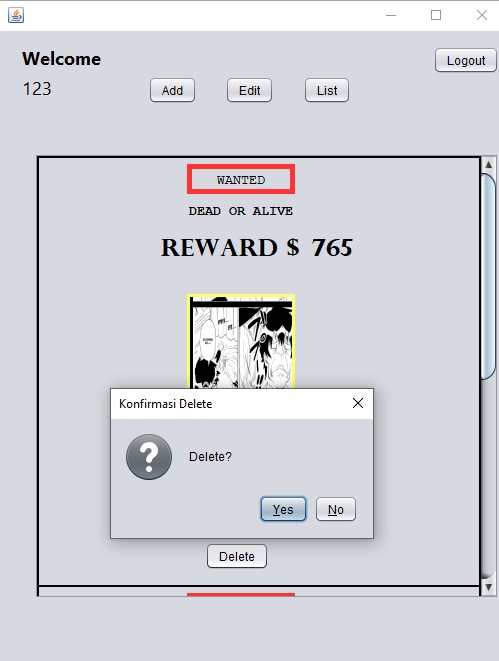 Welcome
Logout
123
Add
Edit
List
WANTED
DEAD OR ALIVE
REWARD $ 765
Konfirmasi Delete
Delete?
Yes
No
Delete